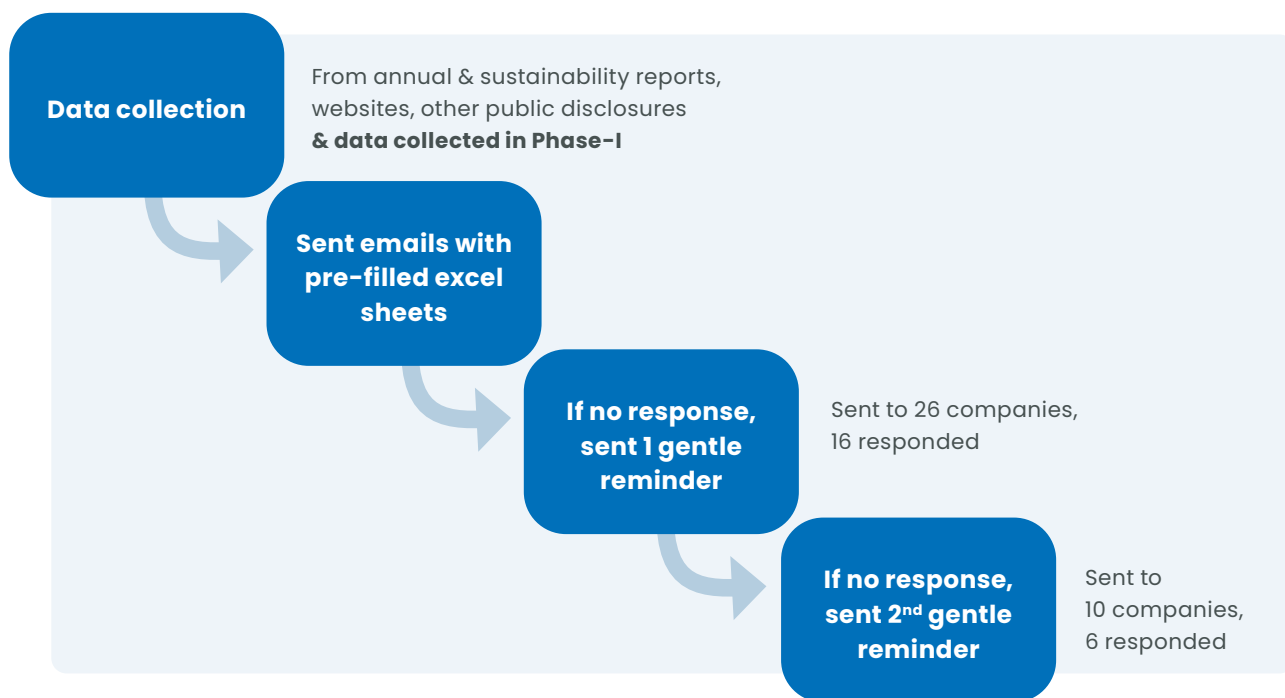 Data collection
From annual & sustainability reports,
websites, other public disclosures
& data collected in Phase-I
Sent emails with
pre-filled excel
sheets
If no response,
sent 1 gentle
reminder
Sent to 26 companies,
16 responded
If no response,
sent 2nd gentle
reminder
Sent to
10 companies,
6 responded